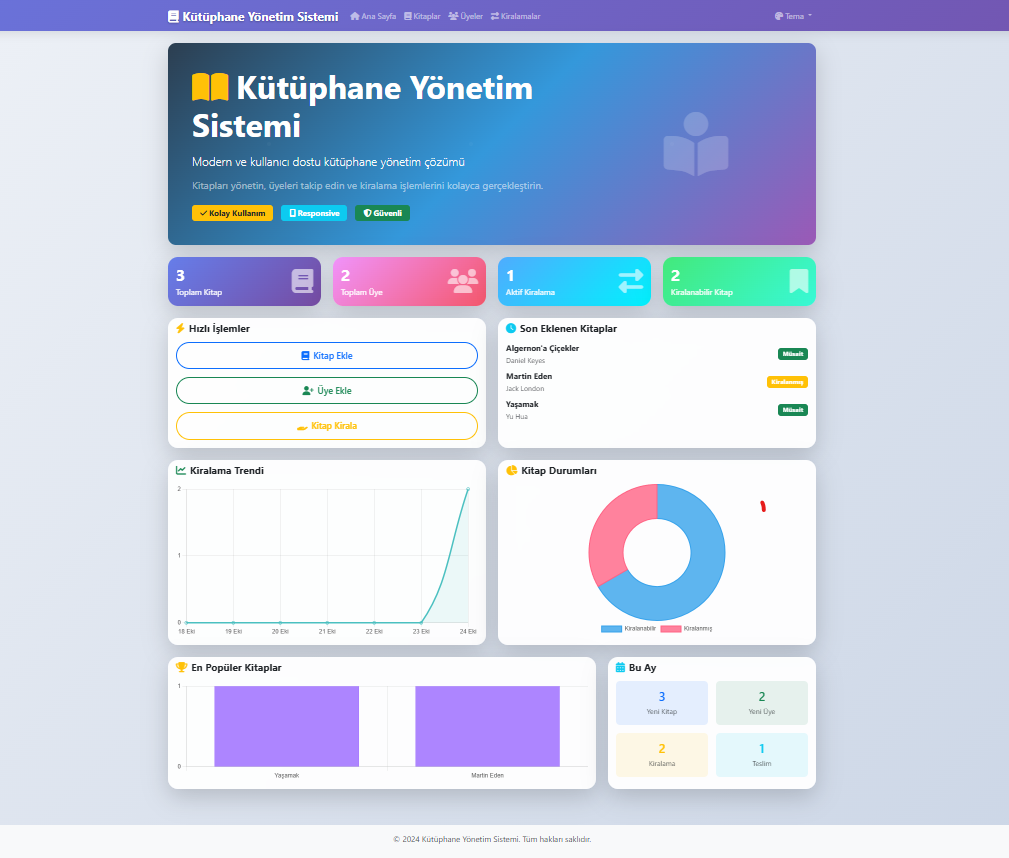 Kütüphane Yönetim Sistemi Ana Sayfa Kitaplar Üyeler Kiralamalar Tema
Kütüphane Yönetim
Sistemi
Modern ve kullanıcı dostu kütüphane yönetim çözümü
Kitapları yönetin, üyeleri takip edin ve kiralama işlemlerini kolayca gerçekleştirin.
Kolay Kullanım Responsive Güvenli
3
Toplam Kitap
2
Toplam Üye
1
Aktif Kiralama
2
Kiralanabilir Kitap
Hızlı İşlemler
Kitap Ekle
Üye Ekle
Kitap Kirala
Son Eklenen Kitaplar
Algernon'a Çiçekler
Daniel Keyes
Müsait
Martin Eden
Jack London
Kiralanmış
Yaşamak
Yu Hua
Müsait
Kiralama Trendi
2
1
0
18 Eki 19 Eki 20 Eki 21 Eki 22 Eki 23 Eki 24 Eki
Kitap Durumları
Kiralanabilir Kiralanmış
En Popüler Kitaplar
1
0
Yaşamak Martin Eden
Bu Ay
3
Yeni Kitap
2
Yeni Üye
2
Kiralama
1
Teslim
© 2024 Kütüphane Yönetim Sistemi. Tüm hakları saklıdır.